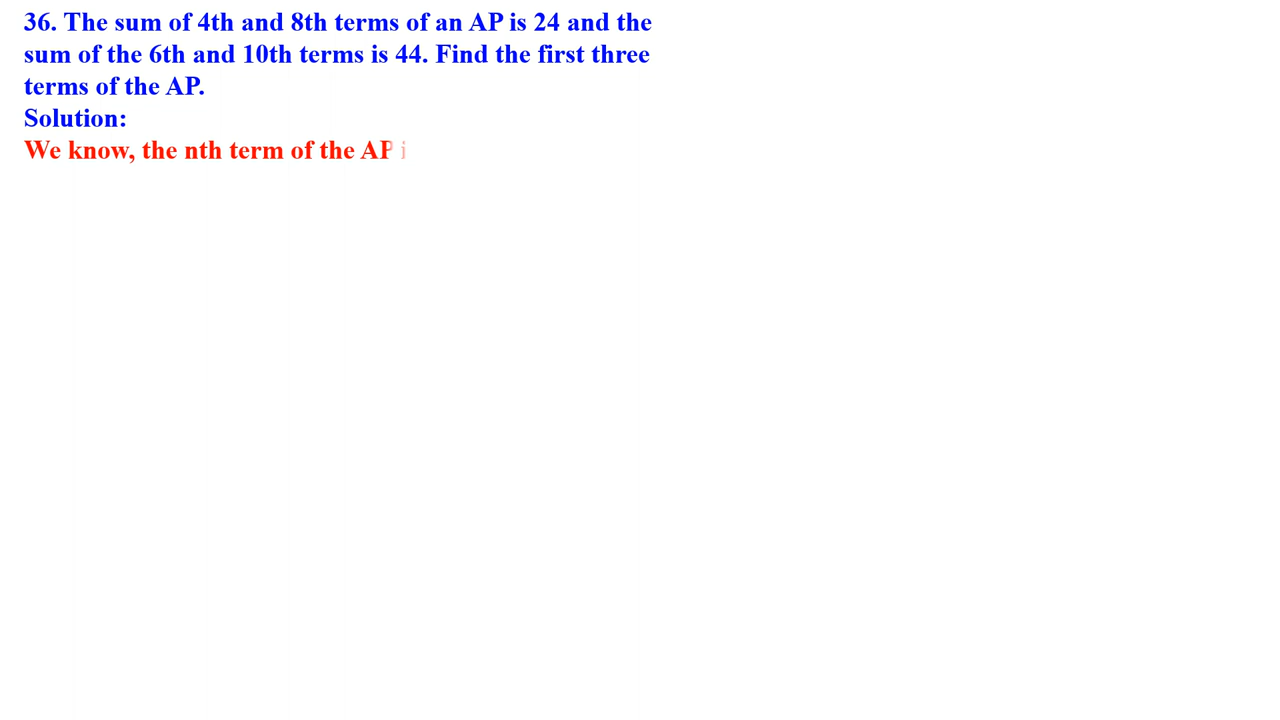 36. The sum of 4th and 8th terms of an AP is 24 and the
sum of the 6th and 10th terms is 44. Find the first three
terms of the AP.
Solution:
We know, the nth term of the AP i